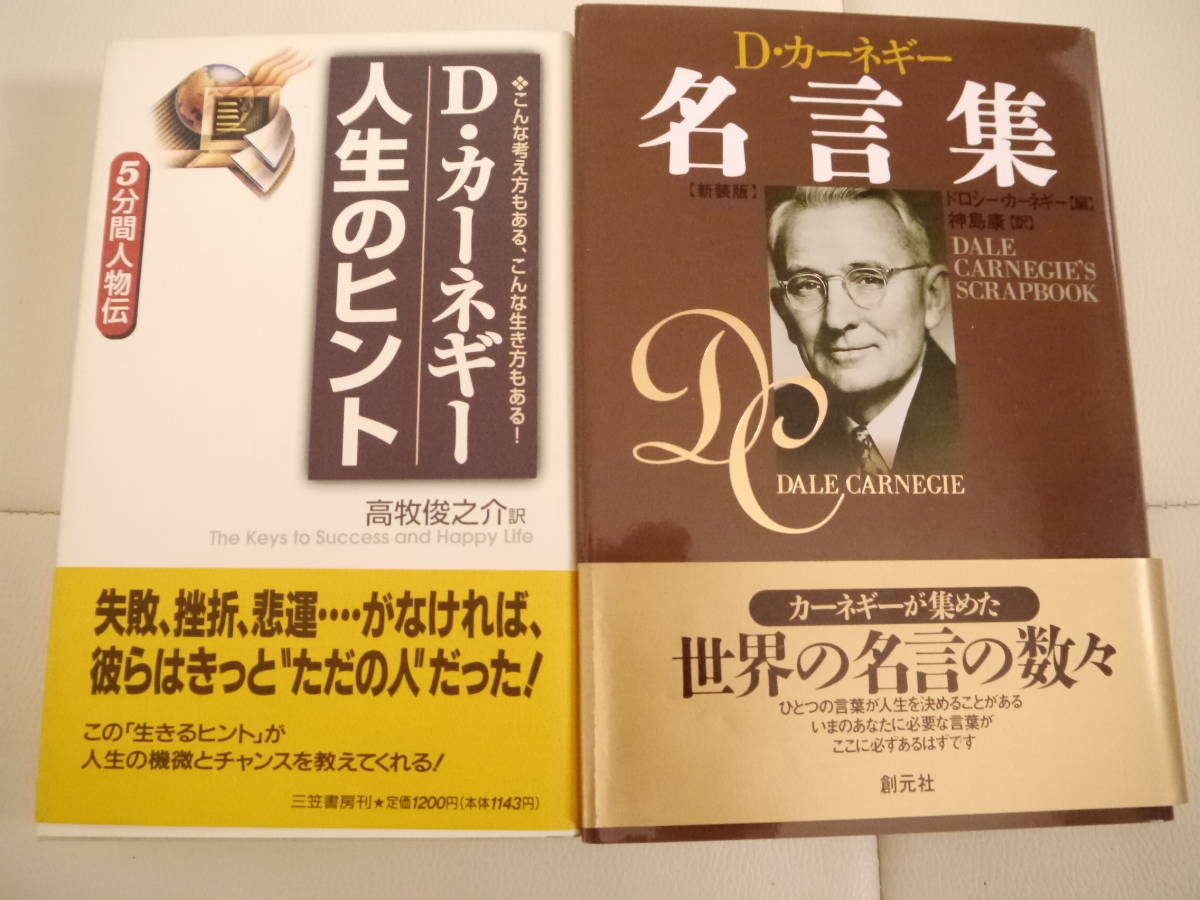 ❖こんな考え方もある、こんな生き方もある!
D・カーネギー
人生のヒント
5分間人物伝
高牧俊之介訳
The Keys to Success and Happy Life
失敗、挫折、悲運‥‥がなければ、
彼らはきっと"ただの人"だった!
この「生きるヒント」が
人生の機微とチャンスを教えてくれる!
三笠書房刊★定価1200円(本体1143円)
D・カーネギー
名言集
【新装版】
ドロシー・カーネギー【編】
神島康【訳】
DALE
CARNEGIE'S
SCRAPBOOK
DC
DALE CARNEGIE
カーネギーが集めた
世界の名言の数々
ひとつの言葉が人生を決めることがある
いまのあなたに必要な言葉が
ここに必ずあるはずです
創元社